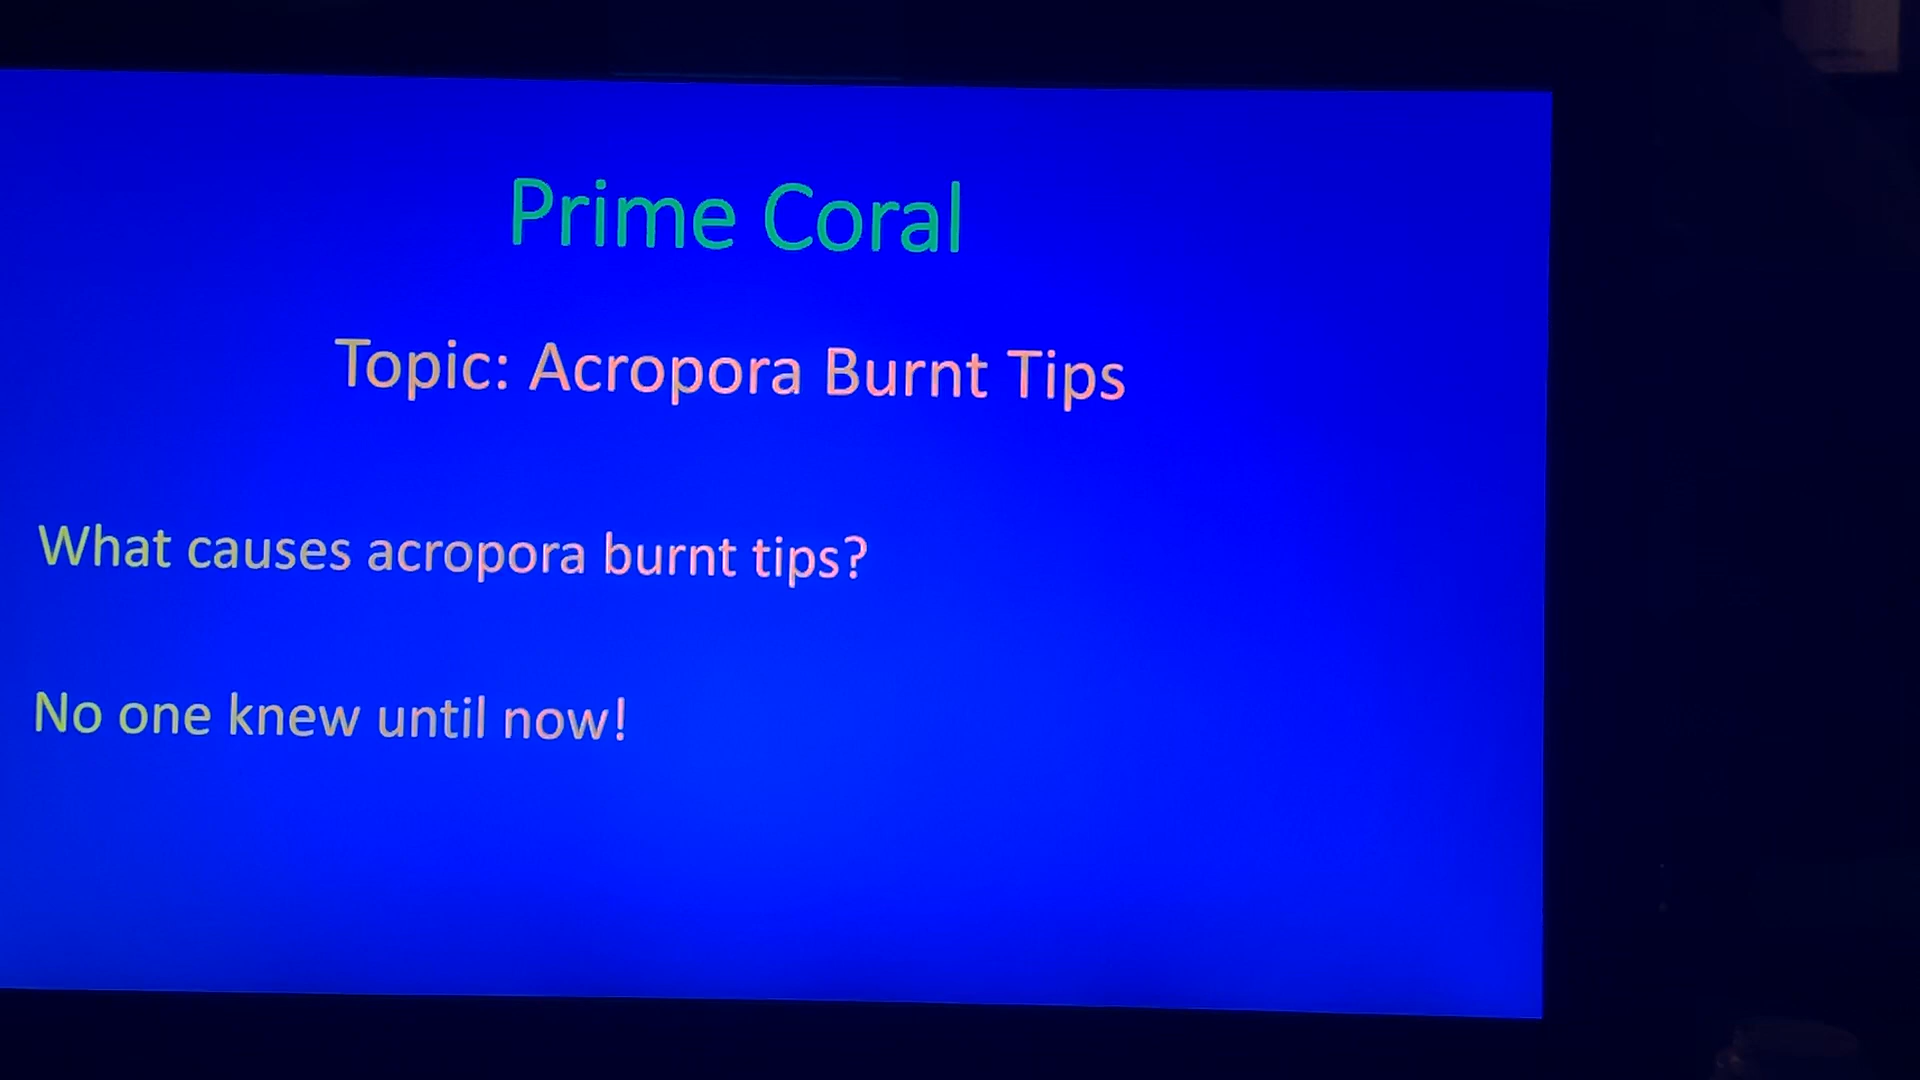 Prime Coral
Topic: Acropora Burnt Tips
What causes acropora burnt tips?
No one knew until now!